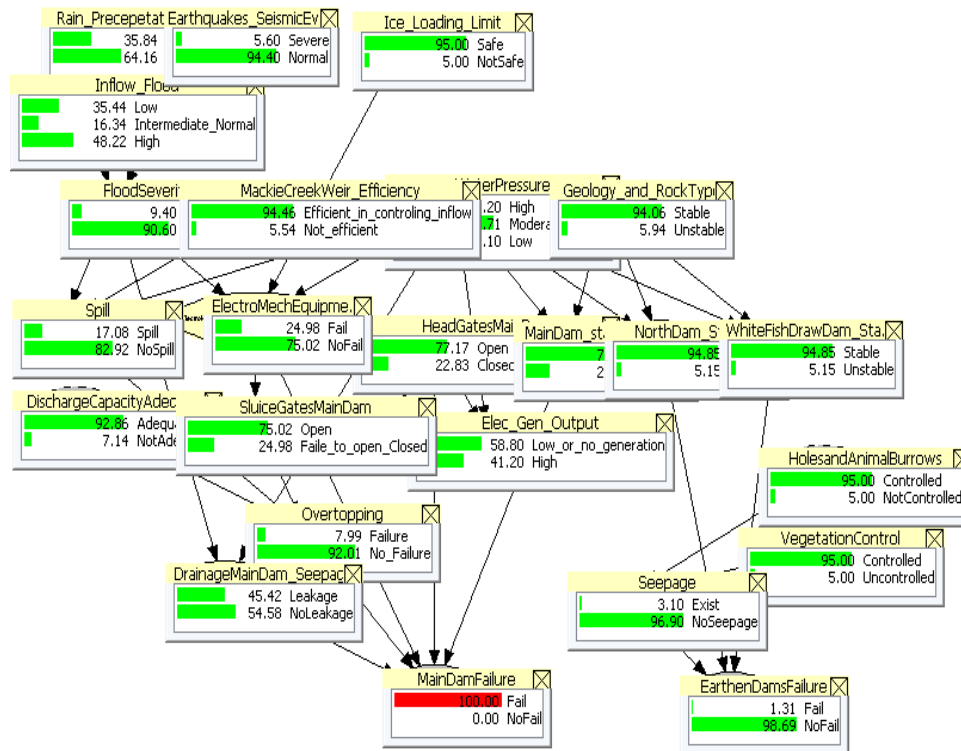 Rain_Precepetat
35.84
64.16
Earthquakes_SeismicEv
5.60 Severe
94.40 Normal
Ice_Loading_Limit
95.00 Safe
5.00 NotSafe
Inflow_Flood
35.44 Low
16.34 Intermediate_Normal
48.22 High
FloodSeverit
9.40
90.60
MackieCreekWeir_Efficiency
94.46 Efficient_in_controling_inflow
5.54 Not_efficient
terPressure
.20 High
.71 Modera
.10 Low
Geology_and_RockType
94.06 Stable
5.94 Unstable
Spill
17.08 Spill
82.92 NoSpill
ElectroMechEquipme..
24.98 Fail
75.02 NoFail
HeadGatesMainD
77.17 Open
22.83 Closed
MainDam_st
7
2
NorthDam_S
94.85
5.15
WhiteFishDrawDam_Sta..
94.85 Stable
5.15 Unstable
DischargeCapacityAdeq
92.86 Adequ
7.14 NotAde
SluiceGatesMainDam
75.02 Open
24.98 Faile_to_open_Closed
Elec_Gen_Output
58.80 Low_or_no_generation
41.20 High
HolesandAnimalBurrows
95.00 Controlled
5.00 NotControlled
Overtopping
7.99 Failure
92.01 No_Failure
VegetationControl
95.00 Controlled
5.00 Uncontrolled
DrainageMainDam_Seepag
45.42 Leakage
54.58 NoLeakage
Seepage
3.10 Exist
96.90 NoSeepage
MainDamFailure
100.00 Fail
0.00 NoFail
EarthenDamsFailure
1.31 Fail
98.69 NoFail